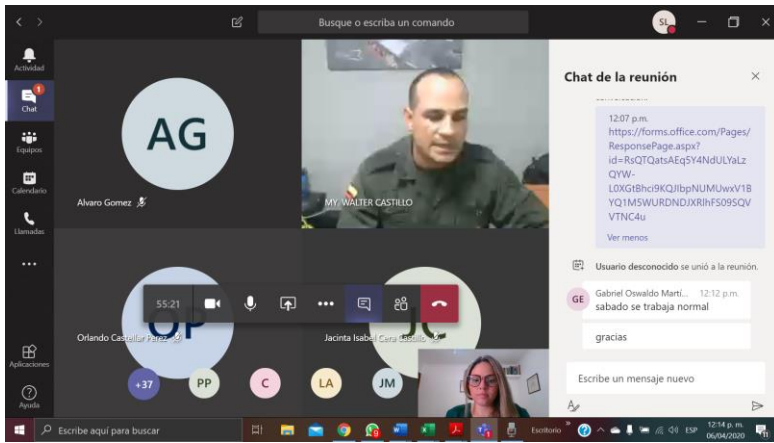 Busque o escriba un comando
SL
Actividad
1
Chat
Equipos
Calendario
Llamadas
Aplicaciones
Ayuda
AG
Alvaro Gomez
MY. WALTER CASTILLO
55:21
OP
Orlando Castellar Perez
JC
Jacinta Isabel Cera Castillo
+37
PP
C
LA
JM
Chat de la reunión
12:07 p.m.
https://forms.office.com/Pages/
ResponsePage.aspx?
id=RsQTQatsAEq5Y4NdULYaLz
QYW-
L0XGtBhci9KQJIbpNUMUwxV1B
YQ1M5WURDNDJXRlhFS09SQV
VTNC4u
Ver menos
Usuario desconocido se unió a la reunión.
GE
Gabriel Oswaldo Martí... 12:12 p.m.
sabado se trabaja normal
gracias
Escribe un mensaje nuevo
Escribe aquí para buscar
Escritorio
ESP
12:14 p. m.
06/04/2020